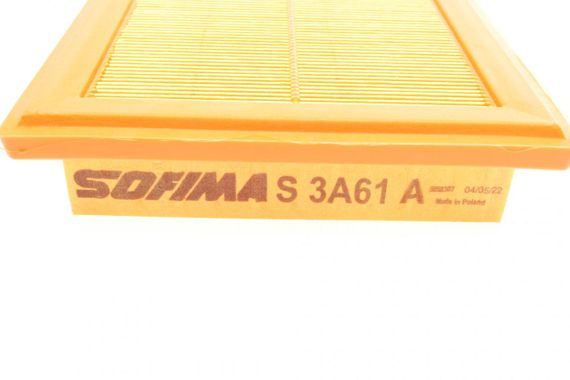 SOFIMA S 3A61 A 04/05/22
Made in Poland